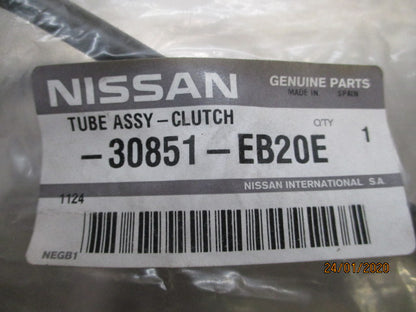 NISSAN
GENUINE PARTS
MADE IN SPAIN
TUBE ASSY-CLUTCH
Q'TY 1
-30851-EB20E
NISSAN INTERNATIONAL S.A.
1124
NEGB1
24/01/2020